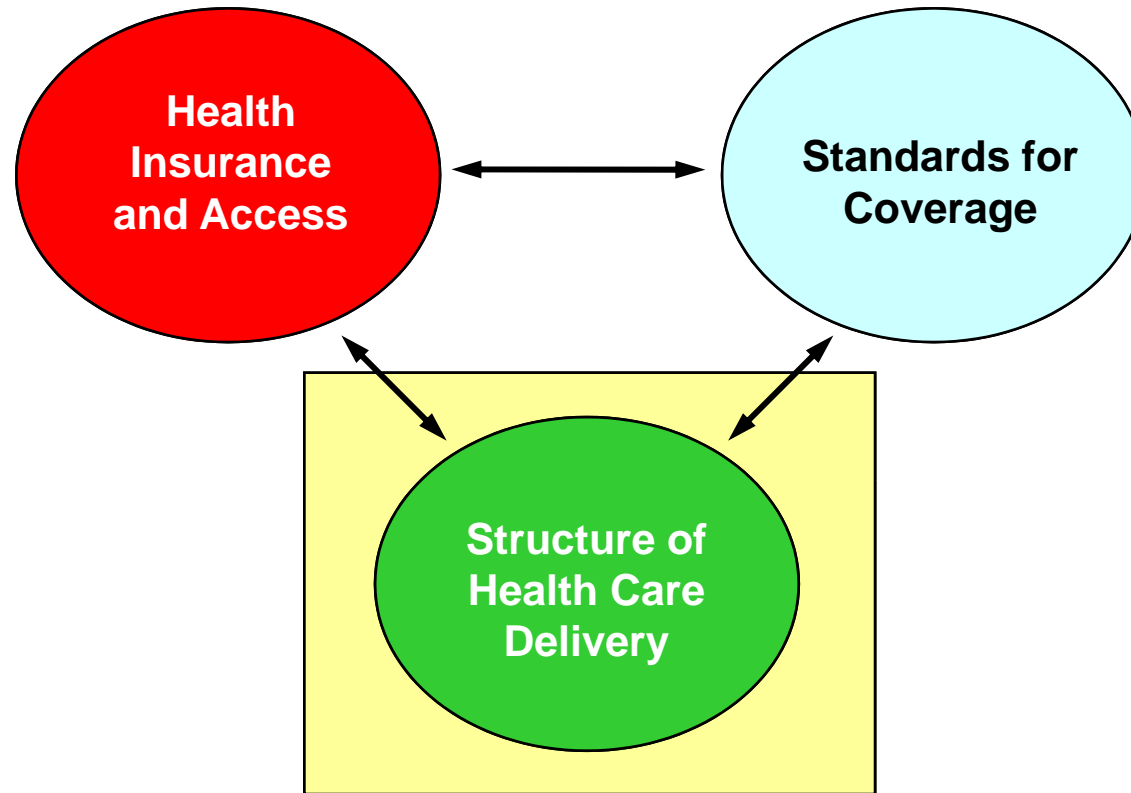 Health
Insurance
and Access
Standards for
Coverage
Structure of
Health Care
Delivery